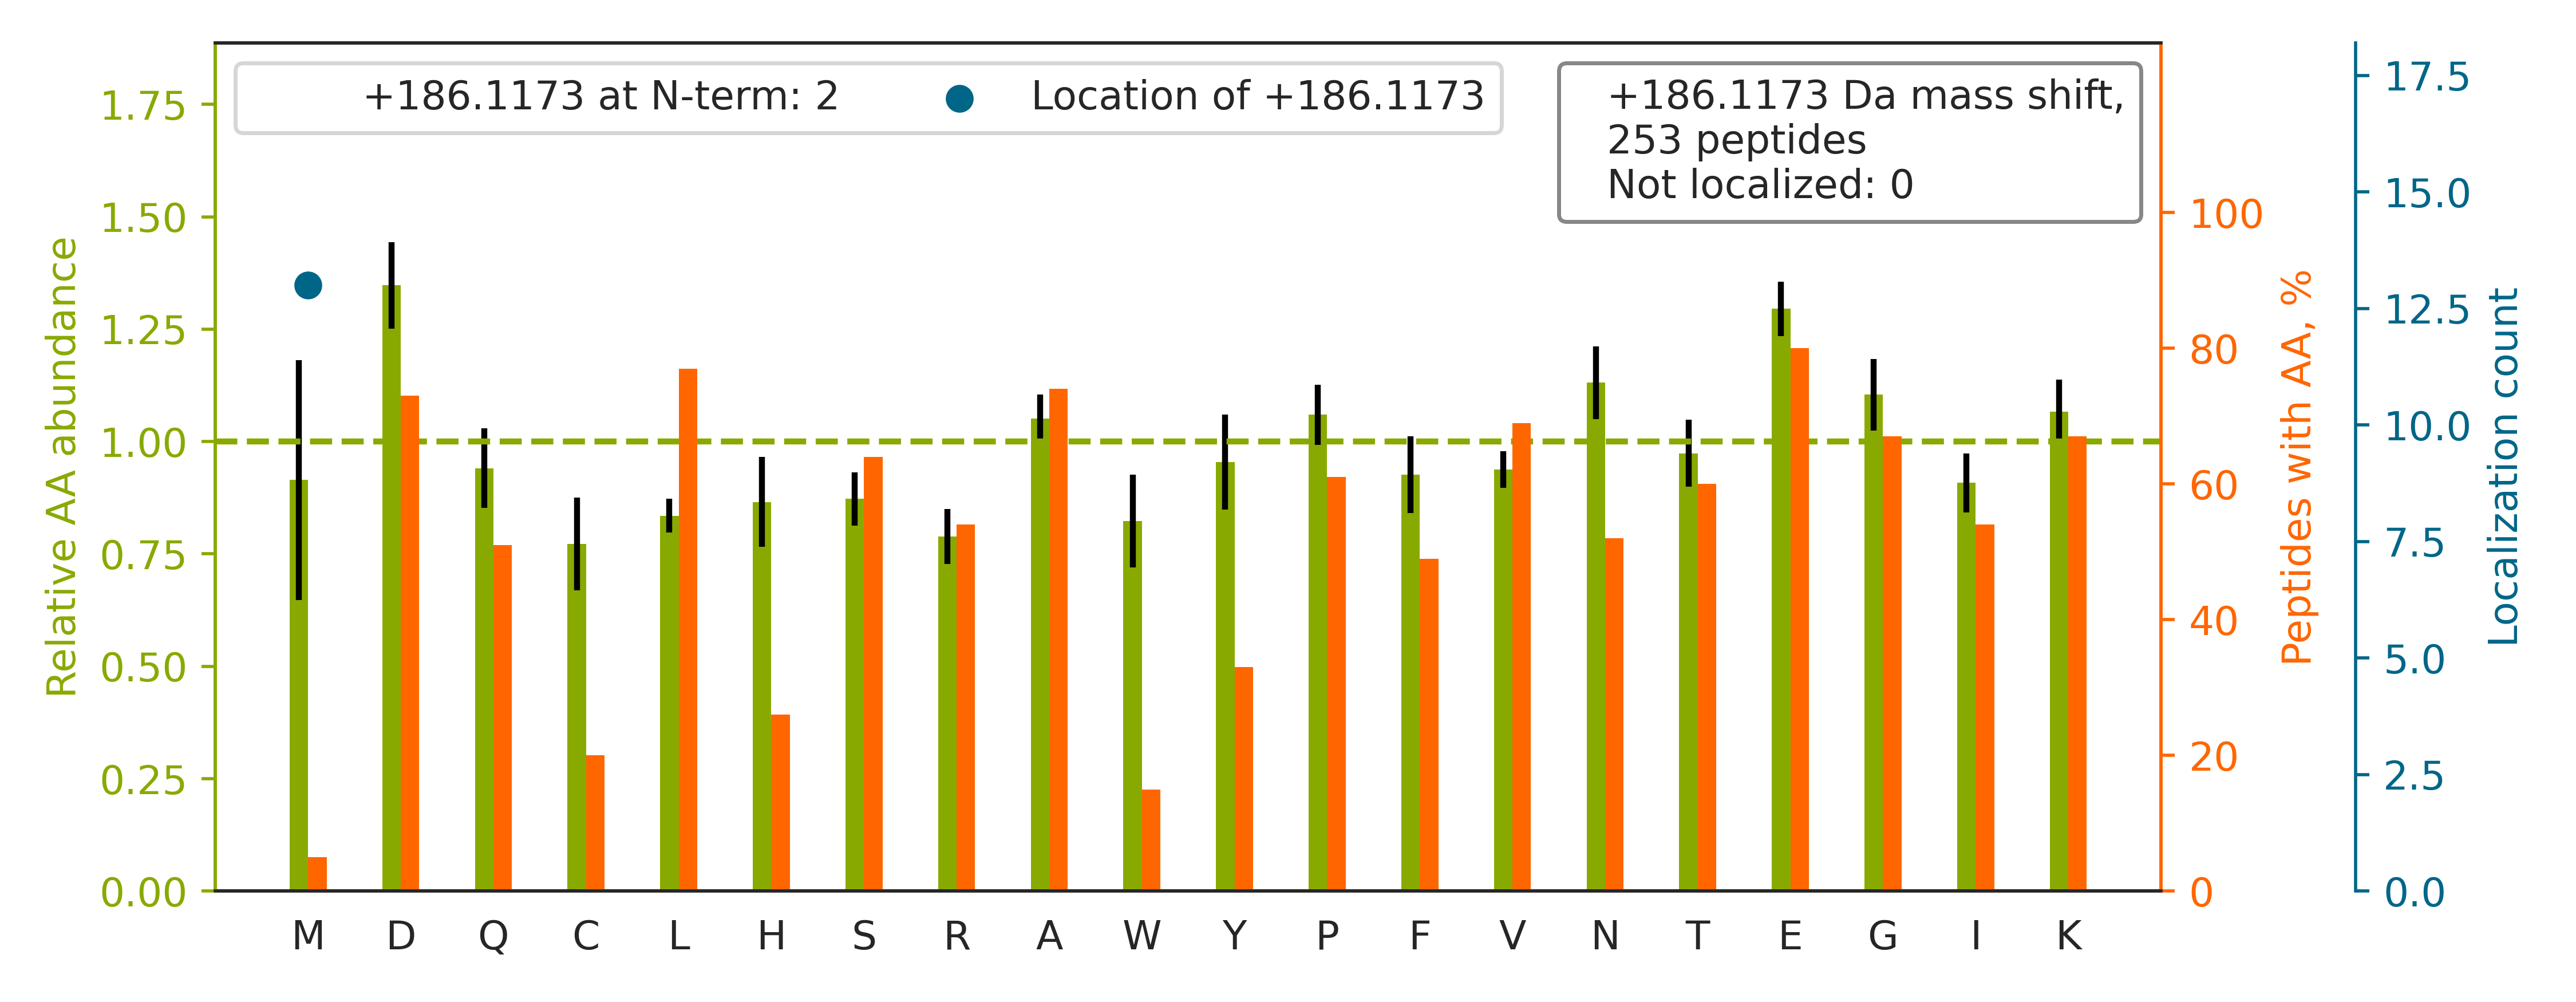 +186.1173 at N-term: 2
Location of +186.1173
+186.1173 Da mass shift,
253 peptides
Not localized: 0
Relative AA abundance
1.75
1.50
1.25
1.00
0.75
0.50
0.25
0.00
M D Q C L H S R A W Y P F V N T E G I K
100
80
60
40
20
0
Peptides with AA, %
17.5
15.0
12.5
10.0
7.5
5.0
2.5
0.0
Localization count